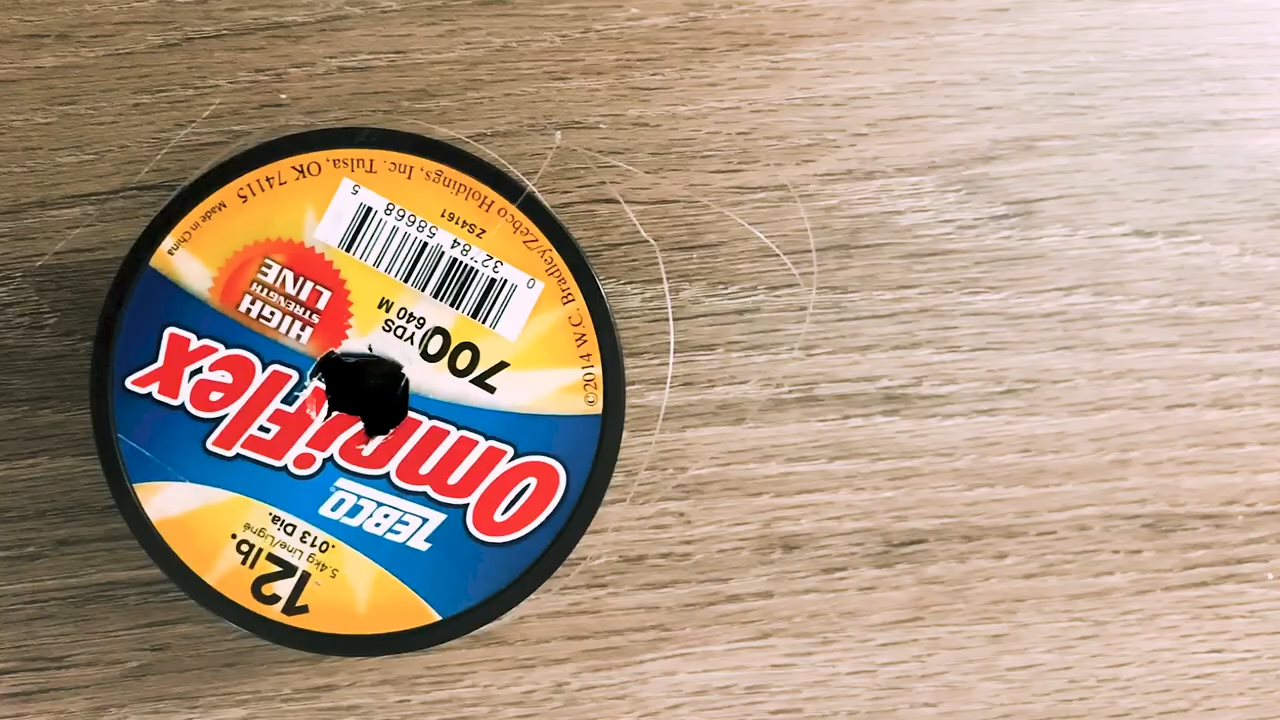 12 lb.
5.4kg Line/Ligne
.013 Dia.
ZEBCO
OmniFlex
700 YDS
640 M
HIGH
STRENGTH
LINE
0 32784 58668 5
ZS4161
©2014 W.C. Bradley/Zebco Holdings, Inc. Tulsa, OK 74115
Made in China